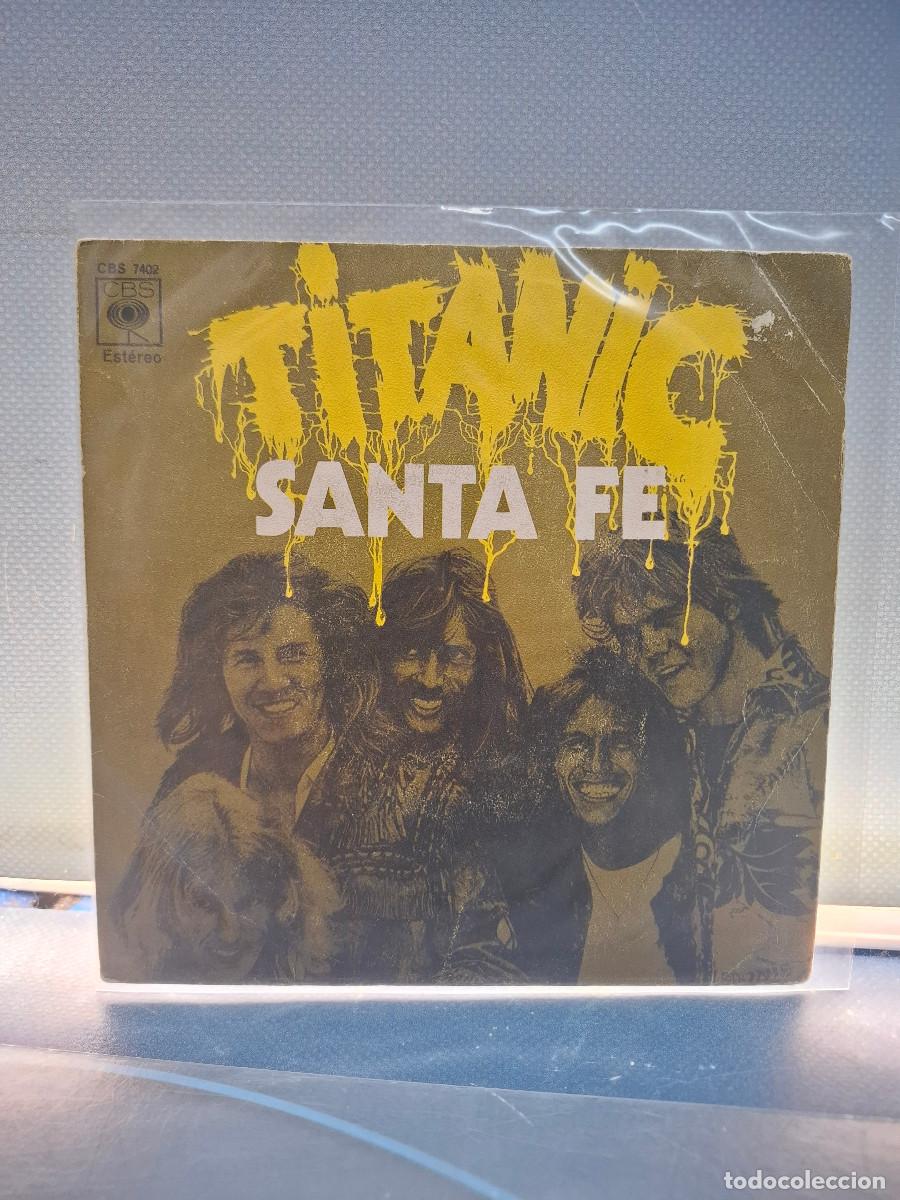 CBS 7402
CBS
Estéreo
TITANIC
SANTA FE
todocoleccion